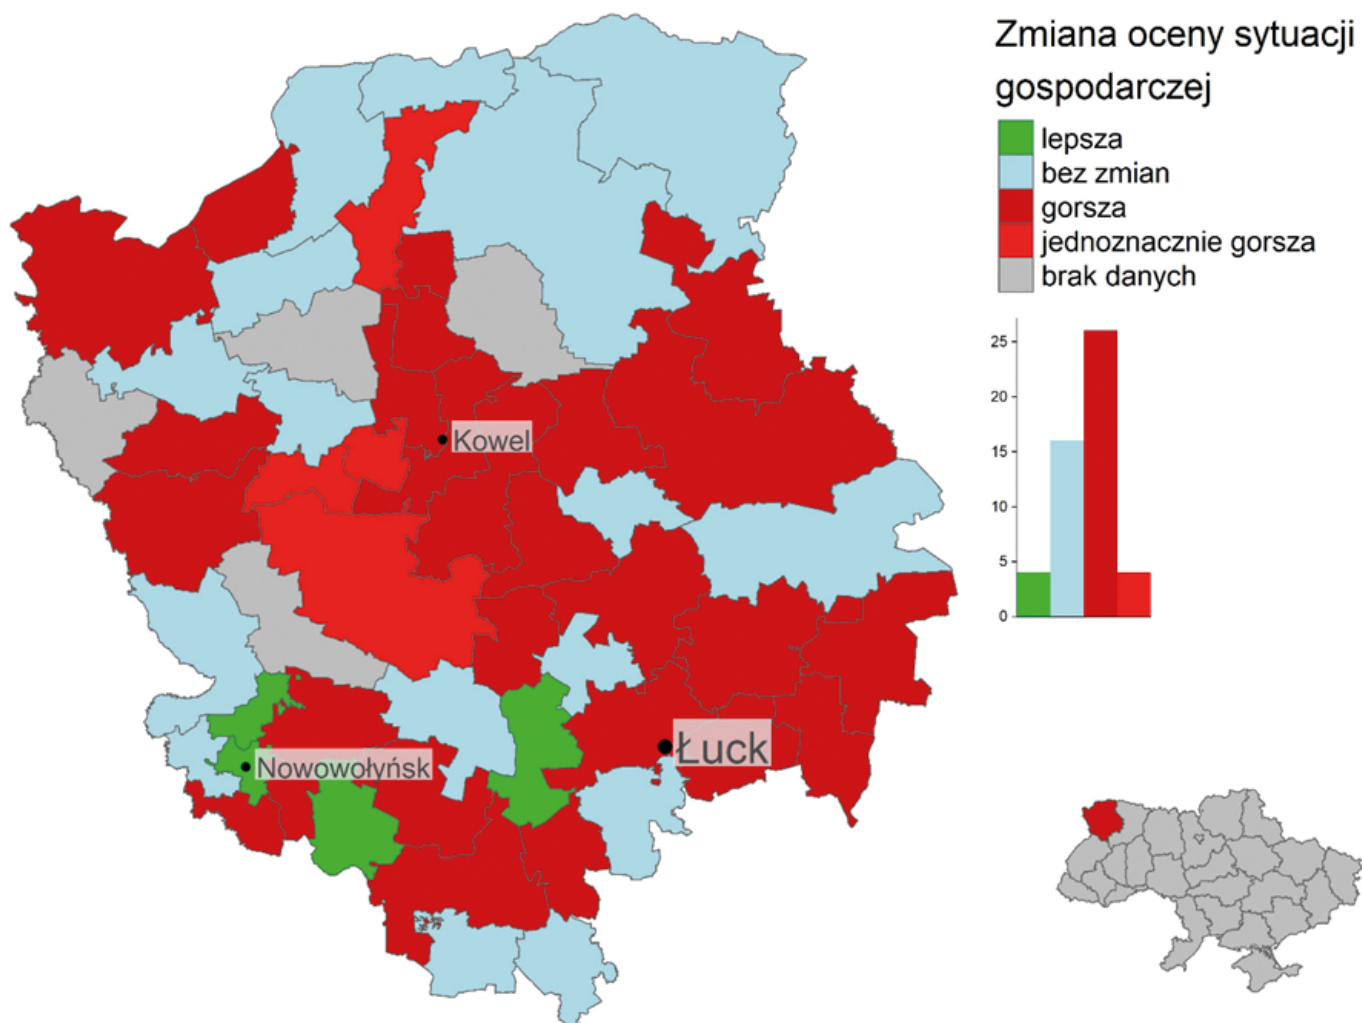 Zmiana oceny sytuacji
gospodarczej
lepsza
bez zmian
gorsza
jednoznacznie gorsza
brak danych
25
20
15
10
5
0
Kowel
Łuck
Nowowołyńsk